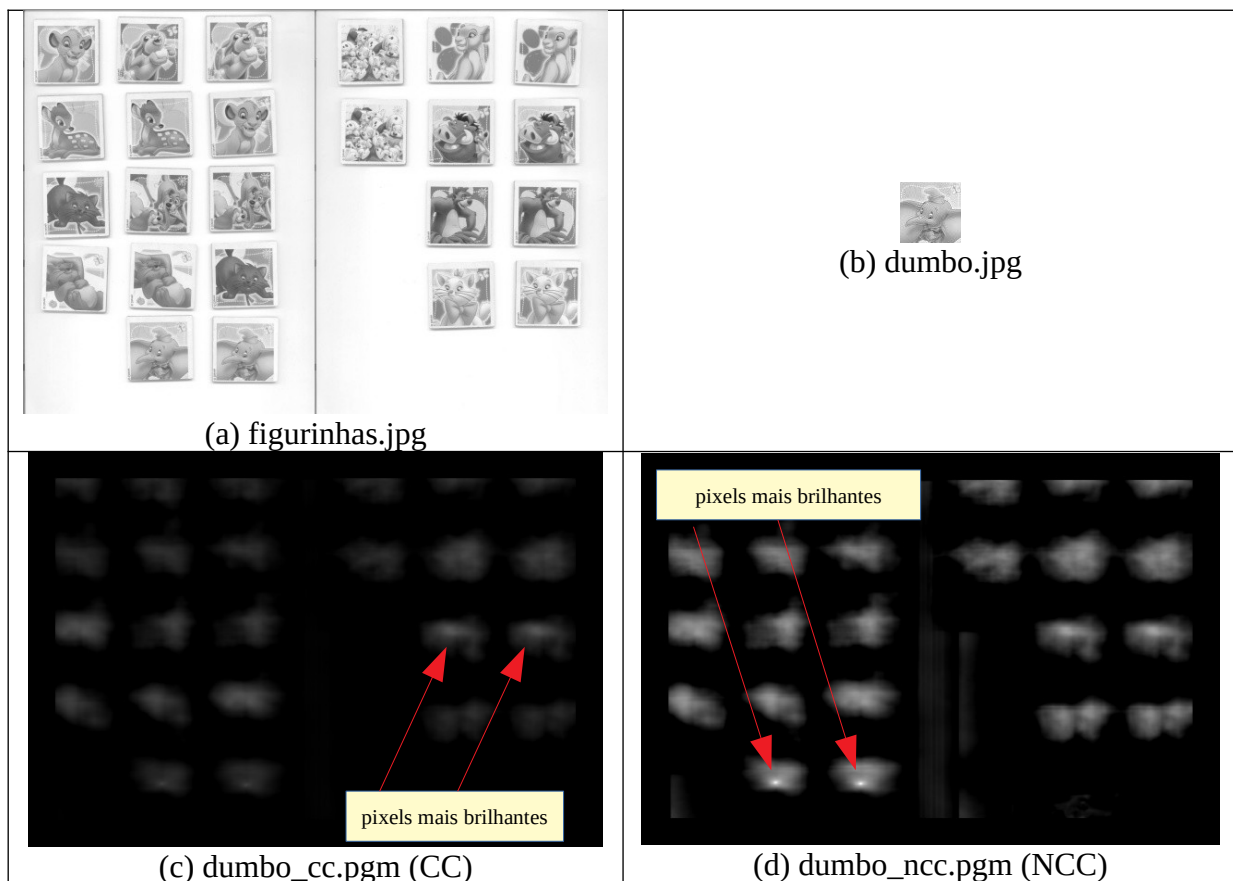 (a) figurinhas.jpg
(b) dumbo.jpg
pixels mais brilhantes
pixels mais brilhantes
(c) dumbo_cc.pgm (CC)
(d) dumbo_ncc.pgm (NCC)